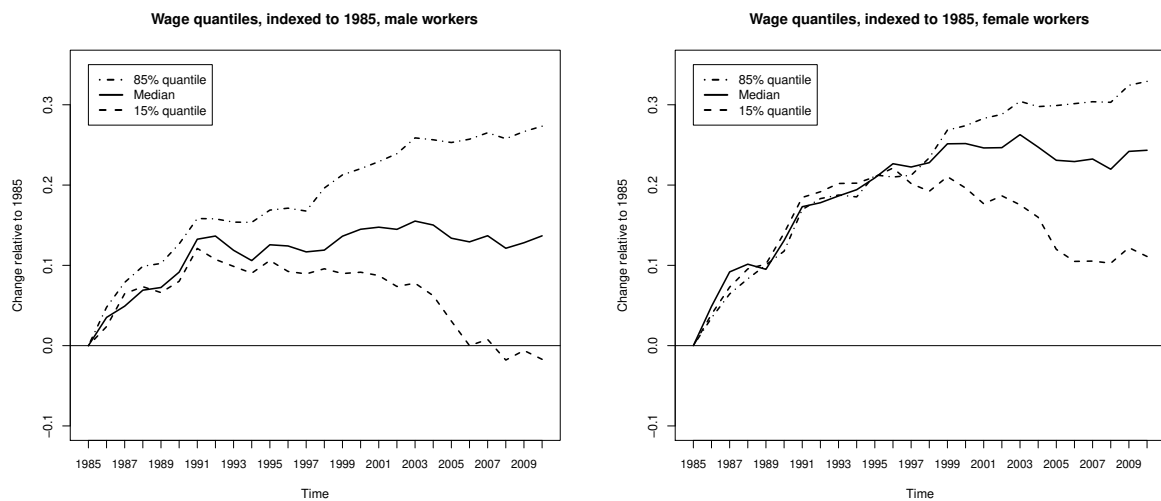 Wage quantiles, indexed to 1985, male workers
85% quantile
Median
15% quantile
Change relative to 1985
0.3
0.2
0.1
0.0
−0.1
1985 1987 1989 1991 1993 1995 1997 1999 2001 2003 2005 2007 2009
Time
Wage quantiles, indexed to 1985, female workers
85% quantile
Median
15% quantile
Change relative to 1985
0.3
0.2
0.1
0.0
−0.1
1985 1987 1989 1991 1993 1995 1997 1999 2001 2003 2005 2007 2009
Time